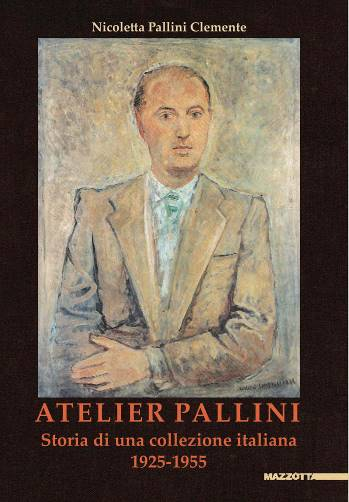 Nicoletta Pallini Clemente
ATELIER PALLINI
Storia di una collezione italiana
1925-1955
MAZZOTTA